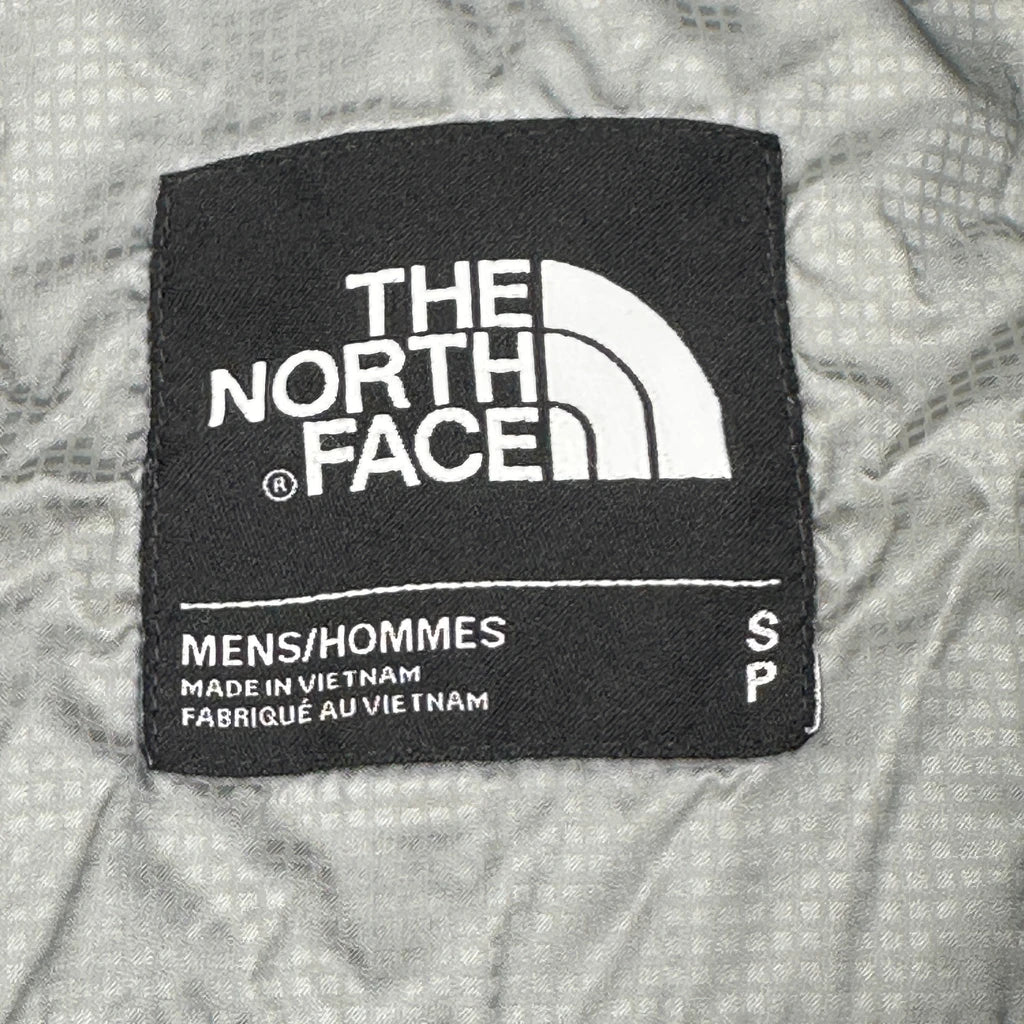 THE
NORTH
FACE
®
MENS/HOMMES
MADE IN VIETNAM
FABRIQUÉ AU VIETNAM
S
P